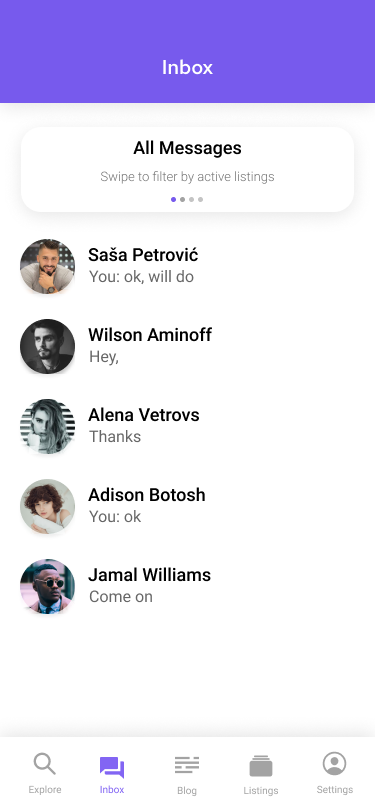 Inbox
All Messages
Swipe to filter by active listings
Saša Petrović
You: ok, will do
Wilson Aminoff
Hey,
Alena Vetrovs
Thanks
Adison Botosh
You: ok
Jamal Williams
Come on
Explore
Inbox
Blog
Listings
Settings